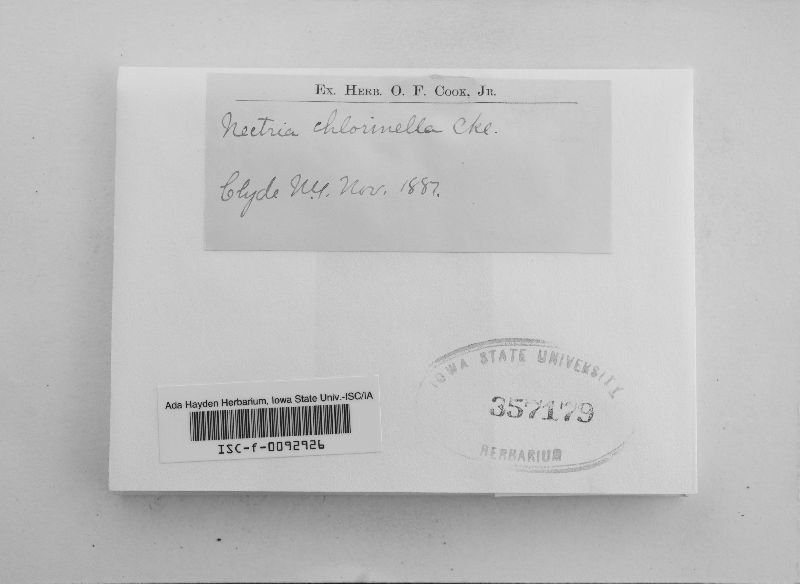 Ex. Herb. O. F. Cook, Jr.
Nectria chlorinella Cke.
Clyde N.Y. Nov. 1887.
IOWA STATE UNIVERSITY
357179
HERBARIUM
Ada Hayden Herbarium, Iowa State Univ.-ISC/IA
ISC-f-0092926